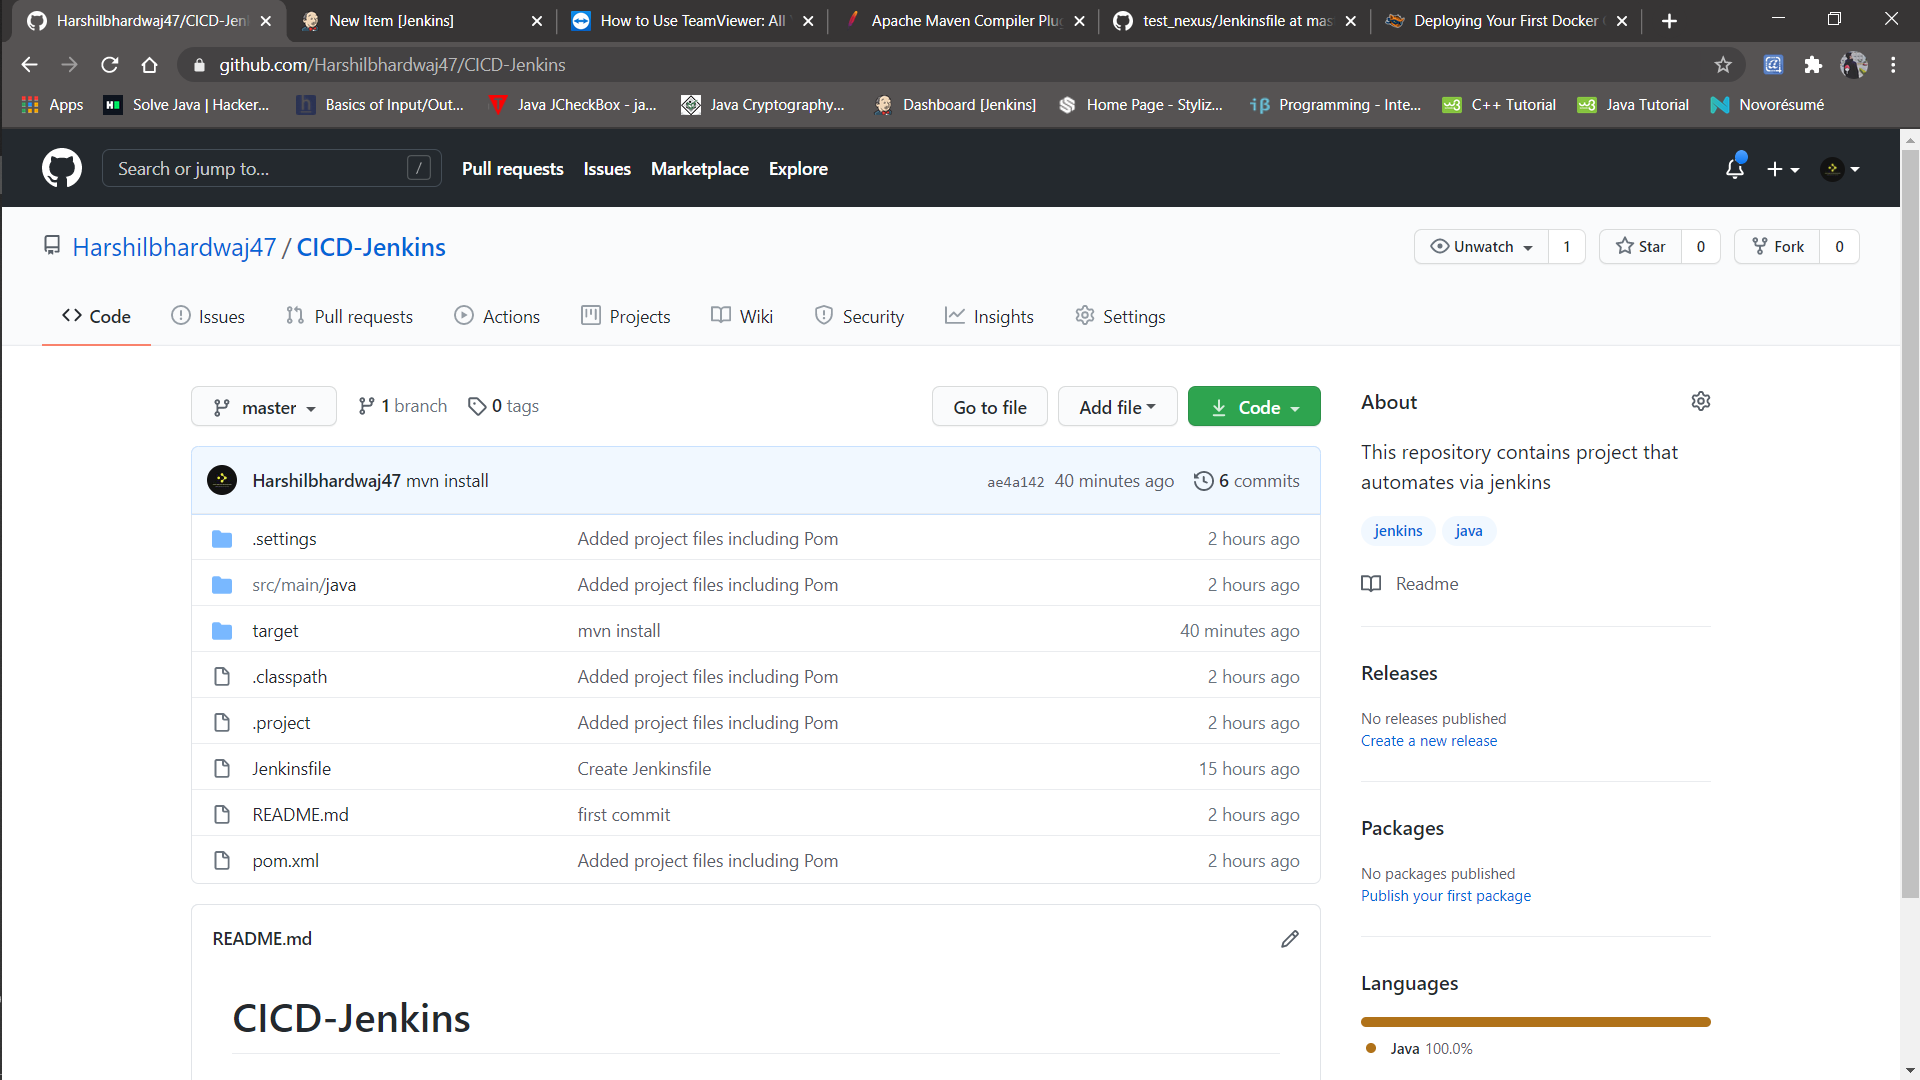 Harshilbhardwaj47/CICD-Jen
New Item [Jenkins]
How to Use TeamViewer: All
Apache Maven Compiler Plu
test_nexus/Jenkinsfile at mas
Deploying Your First Docker
github.com/Harshilbhardwaj47/CICD-Jenkins
Apps
Solve Java | Hacker...
Basics of Input/Out...
Java JCheckBox - ja...
Java Cryptography...
Dashboard [Jenkins]
Home Page - Styliz...
Programming - Inte...
C++ Tutorial
Java Tutorial
Novorésumé
Search or jump to...
/
Pull requests
Issues
Marketplace
Explore
Harshilbhardwaj47 / CICD-Jenkins
Unwatch 1
Star 0
Fork 0
Code
Issues
Pull requests
Actions
Projects
Wiki
Security
Insights
Settings
master
1 branch
0 tags
Go to file
Add file
Code
Harshilbhardwaj47 mvn install ae4a142 40 minutes ago 6 commits
.settings Added project files including Pom 2 hours ago
src/main/java Added project files including Pom 2 hours ago
target mvn install 40 minutes ago
.classpath Added project files including Pom 2 hours ago
.project Added project files including Pom 2 hours ago
Jenkinsfile Create Jenkinsfile 15 hours ago
README.md first commit 2 hours ago
pom.xml Added project files including Pom 2 hours ago
README.md
CICD-Jenkins
About
This repository contains project that
automates via jenkins
jenkins java
Readme
Releases
No releases published
Create a new release
Packages
No packages published
Publish your first package
Languages
Java 100.0%